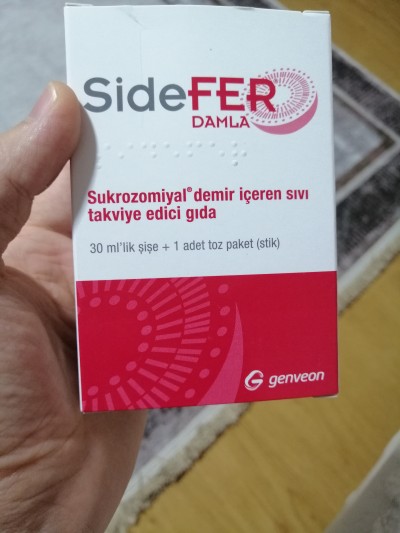 SideFER
DAMLA
Sukrozomiyal® demir içeren sıvı
takviye edici gıda
30 ml'lik şişe + 1 adet toz paket (stik)
genveon